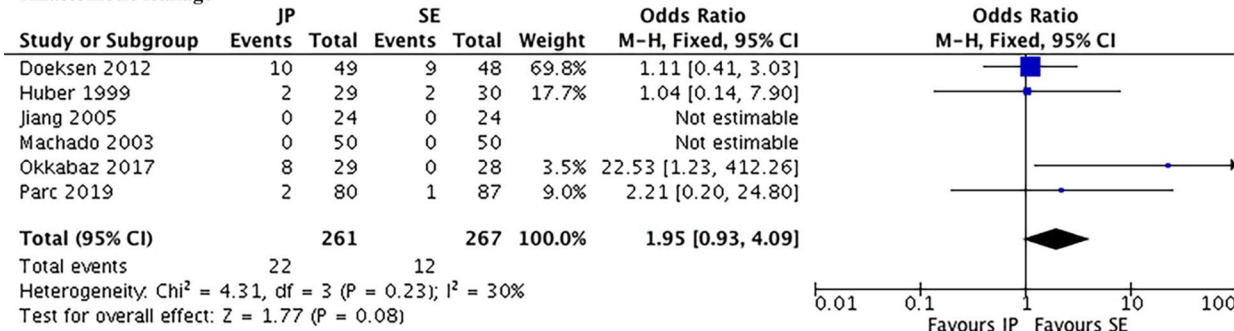 JP SE Odds Ratio Odds Ratio
Study or Subgroup Events Total Events Total Weight M-H, Fixed, 95% CI M-H, Fixed, 95% CI
Doeksen 2012 10 49 9 48 69.8% 1.11 [0.41, 3.03]
Huber 1999 2 29 2 30 17.7% 1.04 [0.14, 7.90]
Jiang 2005 0 24 0 24 Not estimable
Machado 2003 0 50 0 50 Not estimable
Okkabaz 2017 8 29 0 28 3.5% 22.53 [1.23, 412.26]
Parc 2019 2 80 1 87 9.0% 2.21 [0.20, 24.80]
Total (95% CI) 261 267 100.0% 1.95 [0.93, 4.09]
Total events 22 12
Heterogeneity: Chi² = 4.31, df = 3 (P = 0.23); I² = 30%
Test for overall effect: Z = 1.77 (P = 0.08)
0.01 0.1 1 10 100
Favours JP Favours SE